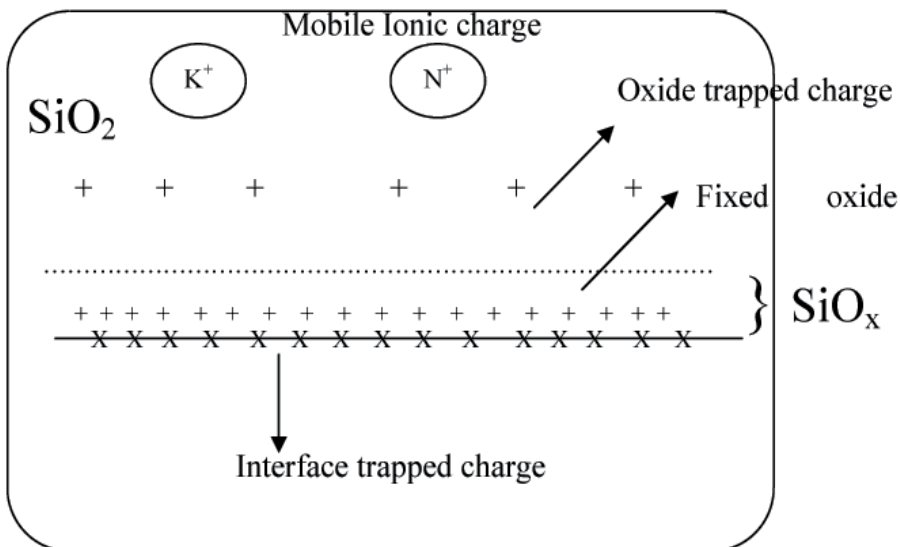 Mobile Ionic charge
K⁺ N⁺
Oxide trapped charge
SiO₂
+ + + + + +
Fixed oxide
+ + + + + + + + + + + + + + + + +
} SiOₓ
X X X X X X X X X X X X X X X
Interface trapped charge